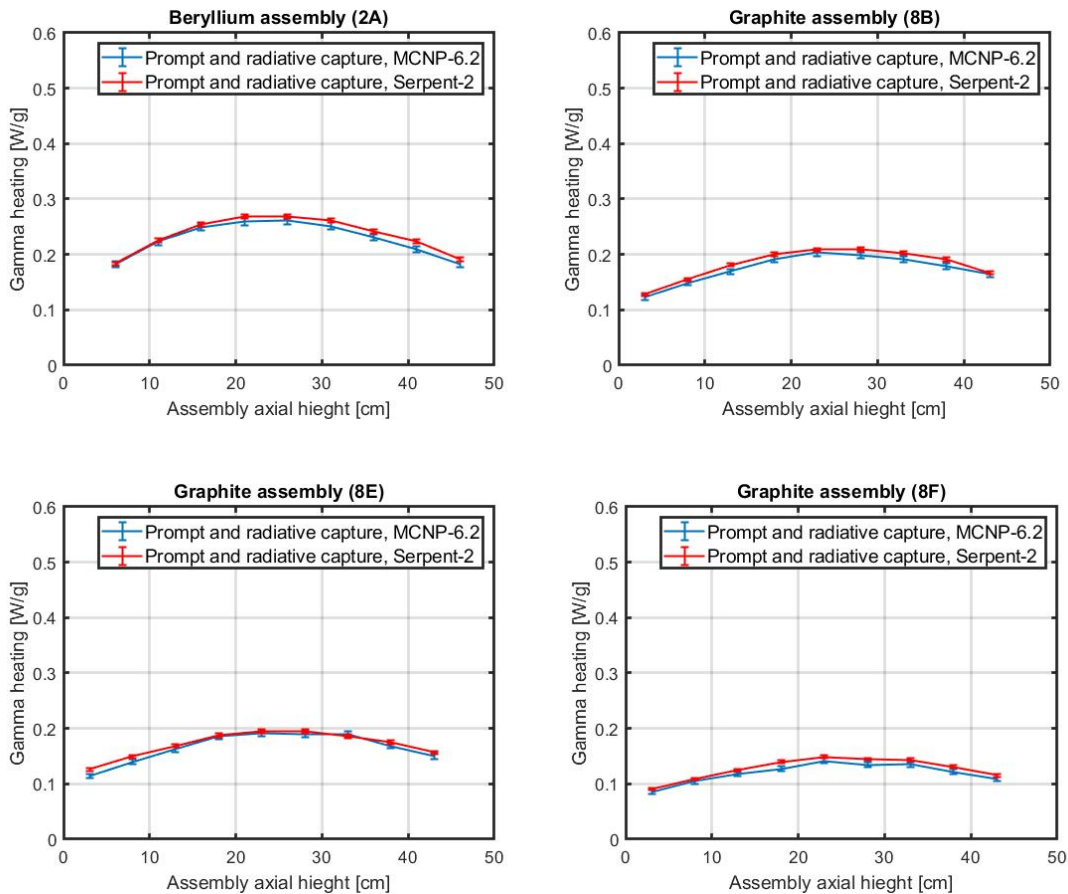 Beryllium assembly (2A)
0.6
0.5
0.4
0.3
0.2
0.1
0
Gamma heating [W/g]
Prompt and radiative capture, MCNP-6.2
Prompt and radiative capture, Serpent-2
0 10 20 30 40 50
Assembly axial hieght [cm]
Graphite assembly (8B)
0.6
0.5
0.4
0.3
0.2
0.1
0
Gamma heating [W/g]
Prompt and radiative capture, MCNP-6.2
Prompt and radiative capture, Serpent-2
0 10 20 30 40 50
Assembly axial hieght [cm]
Graphite assembly (8E)
0.6
0.5
0.4
0.3
0.2
0.1
0
Gamma heating [W/g]
Prompt and radiative capture, MCNP-6.2
Prompt and radiative capture, Serpent-2
0 10 20 30 40 50
Assembly axial hieght [cm]
Graphite assembly (8F)
0.6
0.5
0.4
0.3
0.2
0.1
0
Gamma heating [W/g]
Prompt and radiative capture, MCNP-6.2
Prompt and radiative capture, Serpent-2
0 10 20 30 40 50
Assembly axial hieght [cm]